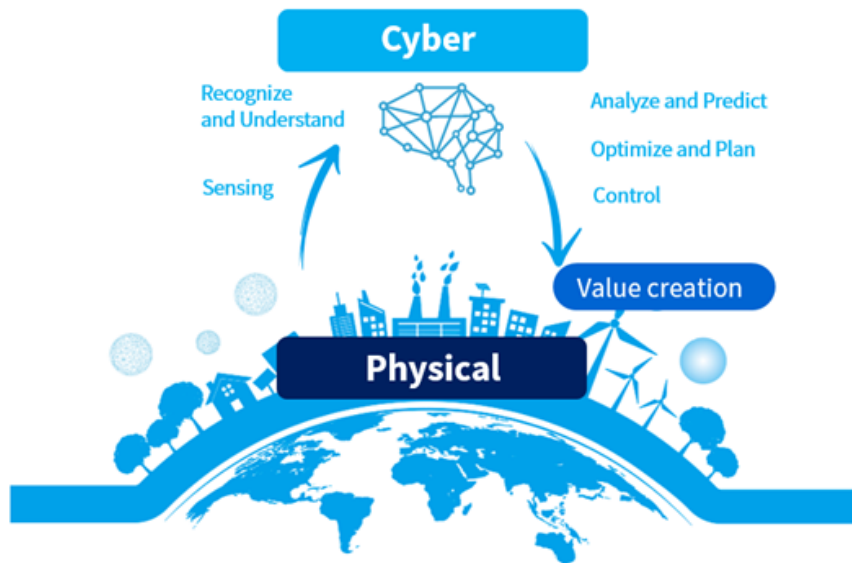 Cyber
Recognize
and Understand
Sensing
Analyze and Predict
Optimize and Plan
Control
Value creation
Physical